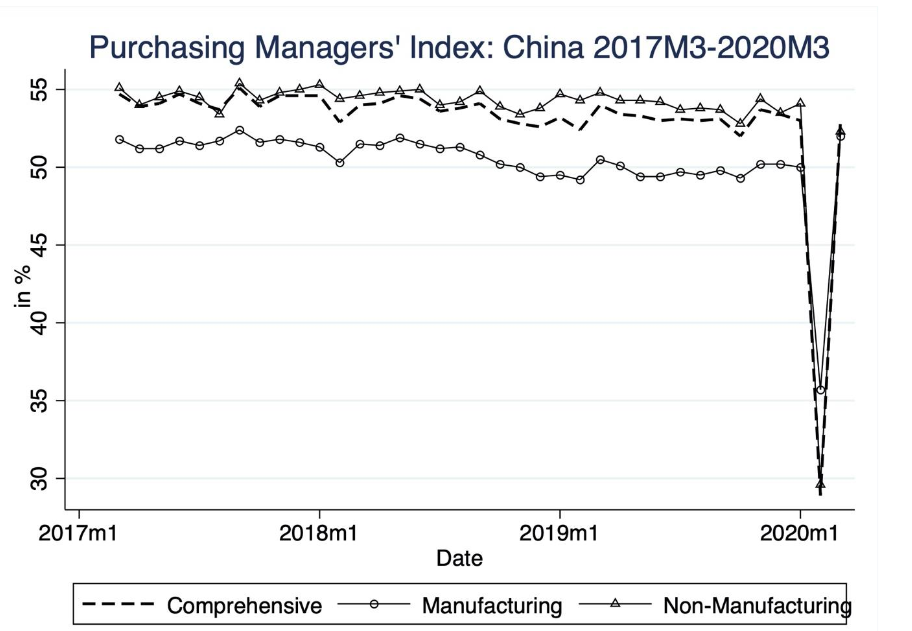 Purchasing Managers' Index: China 2017M3-2020M3
55
50
45
40
35
30
in %
2017m1 2018m1 2019m1 2020m1
Date
Comprehensive Manufacturing Non-Manufacturing